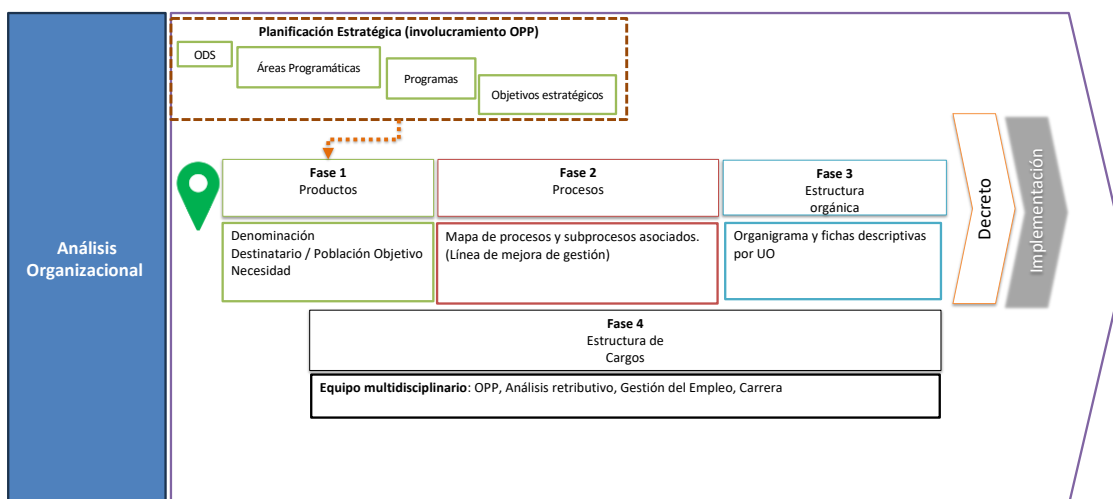 Planificación Estratégica (involucramiento OPP)
ODS
Áreas Programáticas
Programas
Objetivos estratégicos
Análisis
Organizacional
Fase 1
Productos
Fase 2
Procesos
Fase 3
Estructura
orgánica
Denominación
Destinatario / Población Objetivo
Necesidad
Mapa de procesos y subprocesos asociados.
(Línea de mejora de gestión)
Organigrama y fichas descriptivas
por UO
Decreto
Implementación
Fase 4
Estructura de
Cargos
Equipo multidisciplinario: OPP, Análisis retributivo, Gestión del Empleo, Carrera